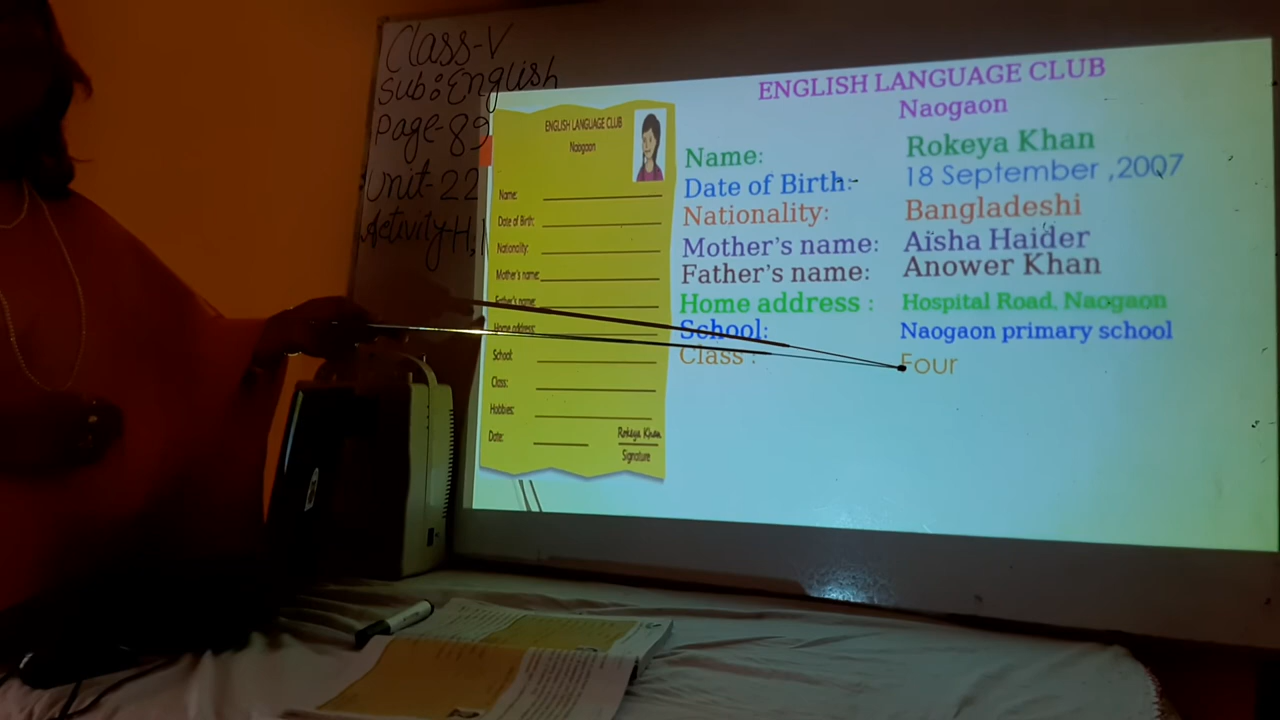 Class-V
Sub: English
Page-89
Unit-22
Activity-H,
ENGLISH LANGUAGE CLUB
Naogaon
Name:
Date of Birth:
Nationality:
Mother's name:
Father's name:
Home address:
School:
Class:
Hobbies:
Date:
Rokeya Khan
Signature
ENGLISH LANGUAGE CLUB
Naogaon
Name: Rokeya Khan
Date of Birth:- 18 September ,2007
Nationality: Bangladeshi
Mother's name: Aisha Haider
Father's name: Anower Khan
Home address : Hospital Road, Naogaon
School: Naogaon primary school
Class : Four